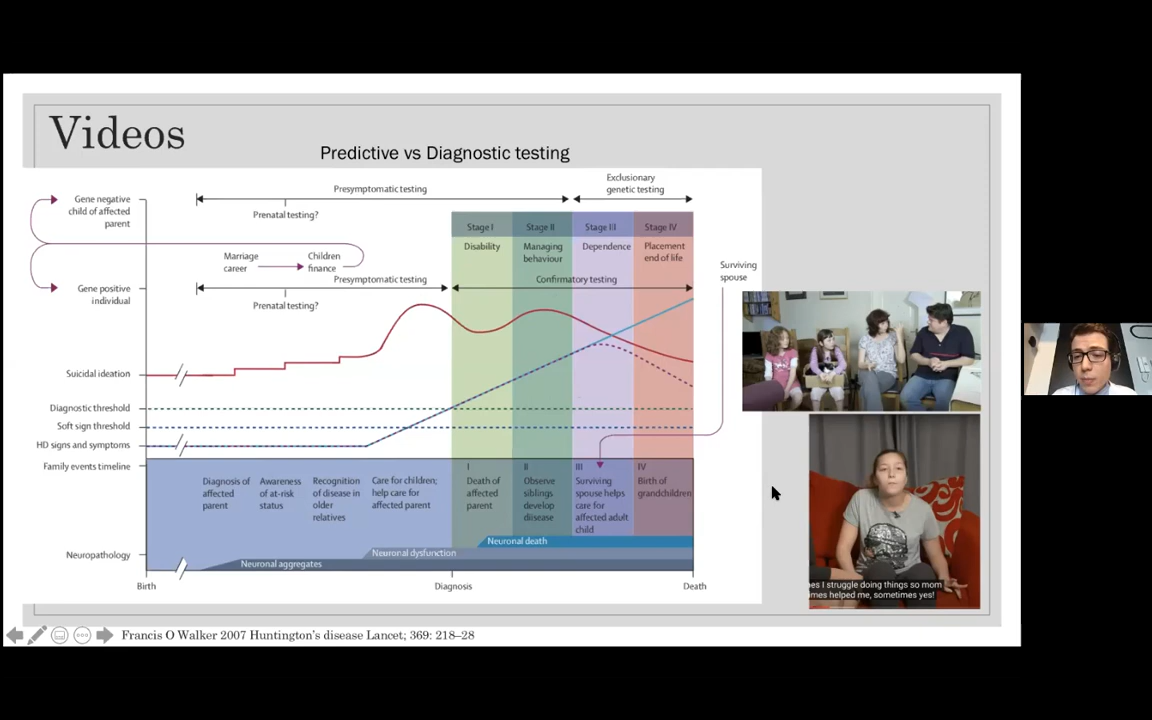 Videos
Predictive vs Diagnostic testing
Exclusionary
genetic testing
Presymptomatic testing
Gene negative
child of affected
parent
Prenatal testing?
Stage I
Stage II
Stage III
Stage IV
Disability
Managing
behaviour
Dependence
Placement
end of life
Marriage
career
Children
finance
Surviving
spouse
Presymptomatic testing
Confirmatory testing
Gene positive
individual
Prenatal testing?
Suicidal ideation
Diagnostic threshold
Soft sign threshold
HD signs and symptoms
Family events timeline
Diagnosis of
affected
parent
Awareness
of at-risk
status
Recognition
of disease in
older
relatives
Care for children;
help care for
affected parent
I
Death of
affected
parent
II
Observe
siblings
develop
disease
III
Surviving
spouse helps
care for
affected adult
child
IV
Birth of
grandchildren
Neuronal death
Neuropathology
Neuronal dysfunction
Neuronal aggregates
Birth
Diagnosis
Death
es I struggle doing things so mom
imes helped me, sometimes yes!
Francis O Walker 2007 Huntington's disease Lancet; 369: 218–28